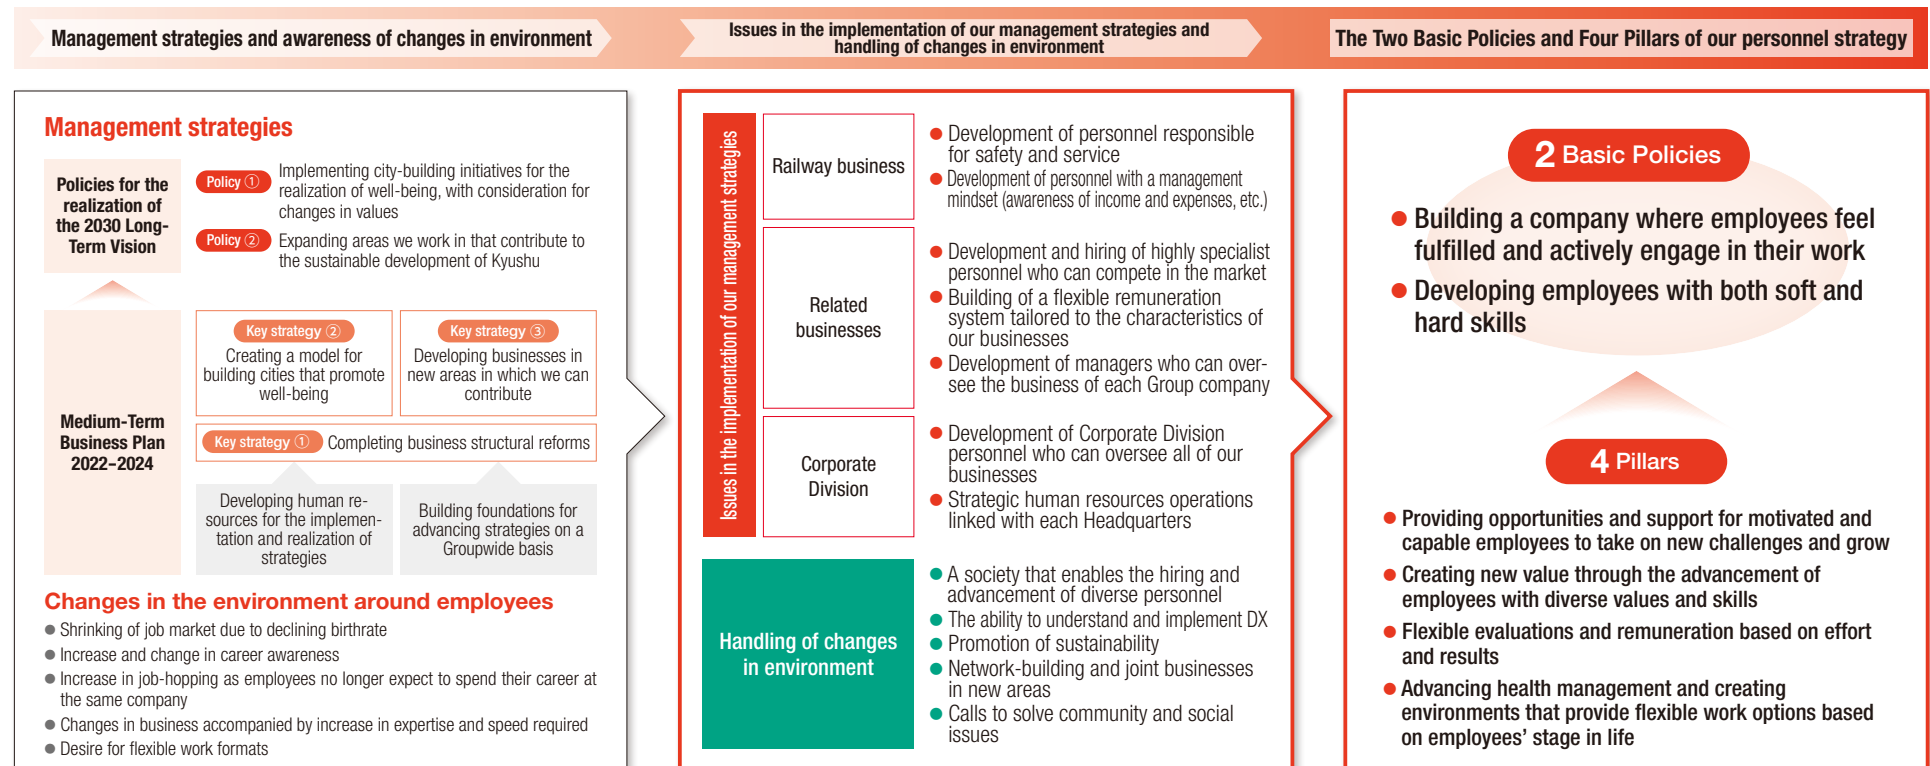 Management strategies and awareness of changes in environment
Issues in the implementation of our management strategies and
handling of changes in environment
The Two Basic Policies and Four Pillars of our personnel strategy
Management strategies
Policies for the
realization of
the 2030 Long-
Term Vision
Policy ①
Implementing city-building initiatives for the
realization of well-being, with consideration for
changes in values
Policy ②
Expanding areas we work in that contribute to
the sustainable development of Kyushu
Medium-Term
Business Plan
2022–2024
Key strategy ②
Creating a model for
building cities that promote
well-being
Key strategy ③
Developing businesses in
new areas in which we can
contribute
Key strategy ① Completing business structural reforms
Developing human re-
sources for the implemen-
tation and realization of
strategies
Building foundations for
advancing strategies on a
Groupwide basis
Changes in the environment around employees
● Shrinking of job market due to declining birthrate
● Increase and change in career awareness
● Increase in job-hopping as employees no longer expect to spend their career at
the same company
● Changes in business accompanied by increase in expertise and speed required
● Desire for flexible work formats
Issues in the implementation of our management strategies
Railway business
● Development of personnel responsible
for safety and service
● Development of personnel with a management
mindset (awareness of income and expenses, etc.)
Related
businesses
● Development and hiring of highly specialist
personnel who can compete in the market
● Building of a flexible remuneration
system tailored to the characteristics of
our businesses
● Development of managers who can over-
see the business of each Group company
Corporate
Division
● Development of Corporate Division
personnel who can oversee all of our
businesses
● Strategic human resources operations
linked with each Headquarters
Handling of changes
in environment
● A society that enables the hiring and
advancement of diverse personnel
● The ability to understand and implement DX
● Promotion of sustainability
● Network-building and joint businesses
in new areas
● Calls to solve community and social
issues
2 Basic Policies
● Building a company where employees feel
fulfilled and actively engage in their work
● Developing employees with both soft and
hard skills
4 Pillars
● Providing opportunities and support for motivated and
capable employees to take on new challenges and grow
● Creating new value through the advancement of
employees with diverse values and skills
● Flexible evaluations and remuneration based on effort
and results
● Advancing health management and creating
environments that provide flexible work options based
on employees' stage in life